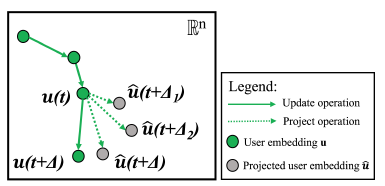 ℝⁿ
u(t)
û(t+Δ₁)
û(t+Δ₂)
u(t+Δ)
û(t+Δ)
Legend:
Update operation
Project operation
User embedding u
Projected user embedding û